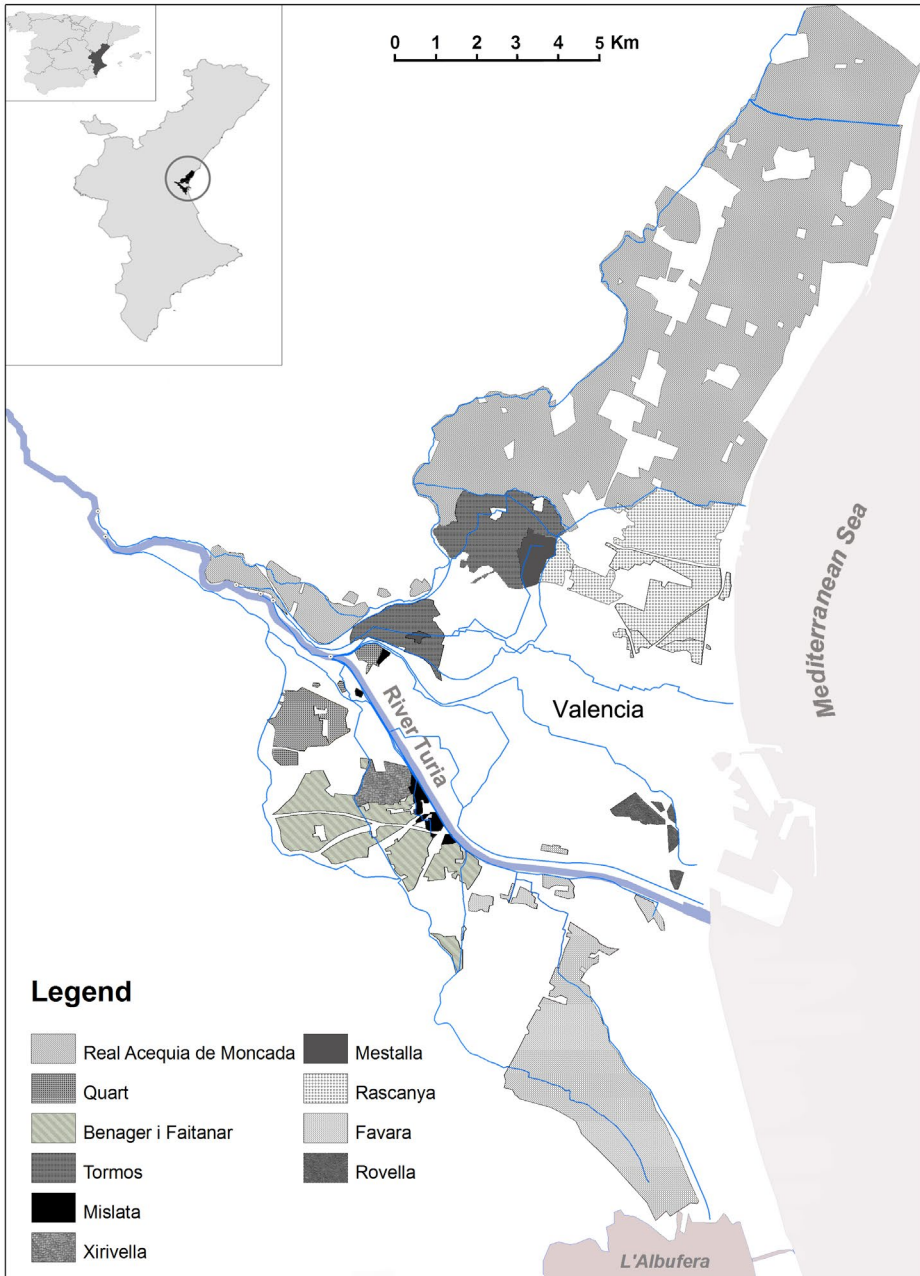 0 1 2 3 5 Km
Mediterranean Sea
Valencia
River Turia
Legend
Real Acequia de Moncada
Quart
Benager i Faitanar
Tormos
Mislata
Xirivella
Mestalla
Rascanya
Favara
Rovella
L'Albufera